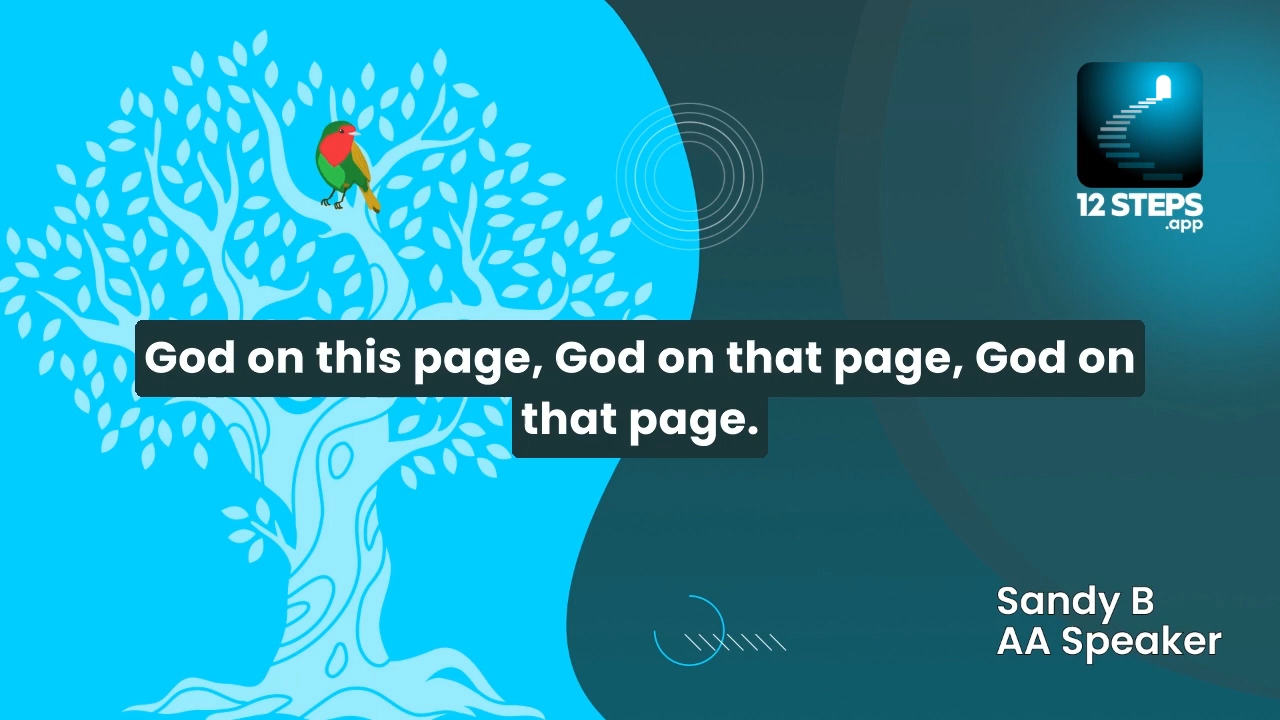 12 STEPS
.app
God on this page, God on that page, God on
that page.
Sandy B
AA Speaker